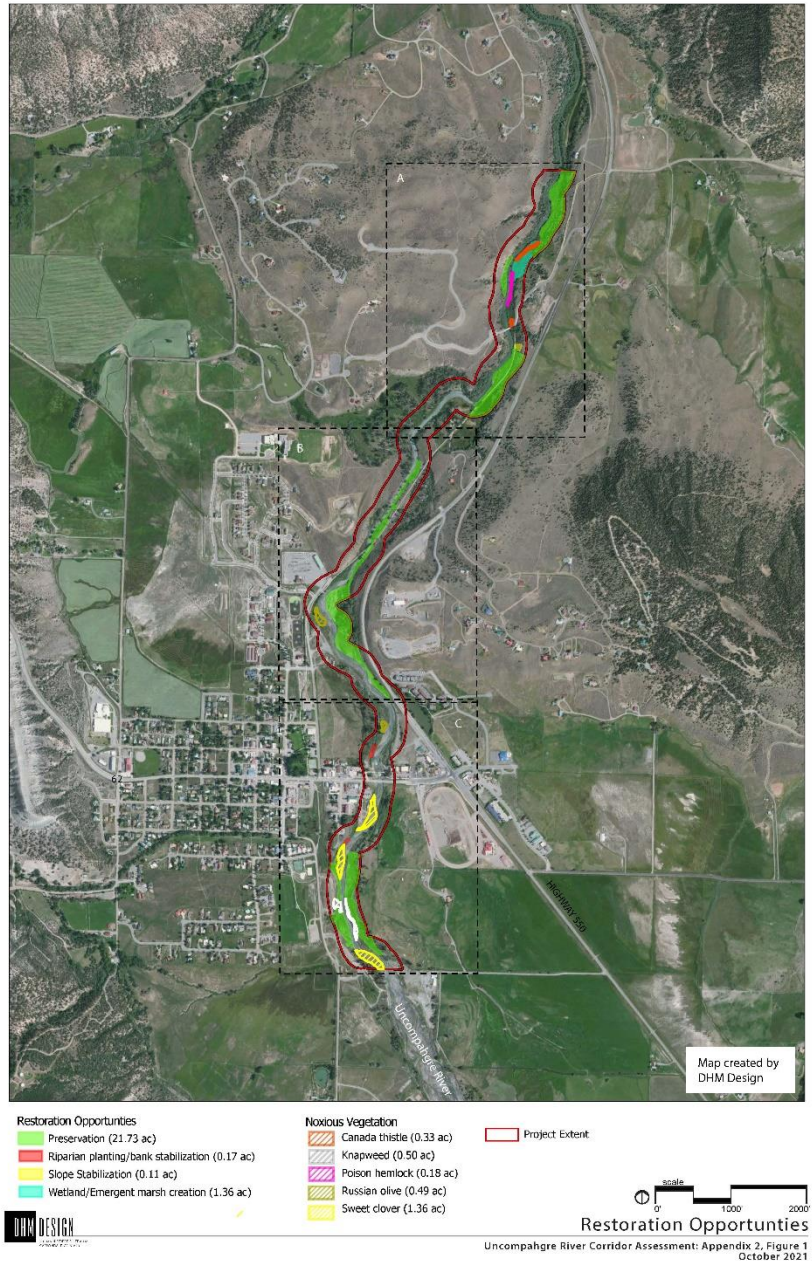 A
B
C
62
HIGHWAY 550
Uncompahgre River
Map created by
DHM Design
Restoration Opportunties
Preservation (21.73 ac)
Riparian planting/bank stabilization (0.17 ac)
Slope Stabilization (0.11 ac)
Wetland/Emergent marsh creation (1.36 ac)
Noxious Vegetation
Canada thistle (0.33 ac)
Knapweed (0.50 ac)
Poison hemlock (0.18 ac)
Russian olive (0.49 ac)
Sweet clover (1.36 ac)
Project Extent
scale
0' 1000' 2000'
DHM DESIGN
Restoration Opportunties
Uncompahgre River Corridor Assessment: Appendix 2, Figure 1
October 2021